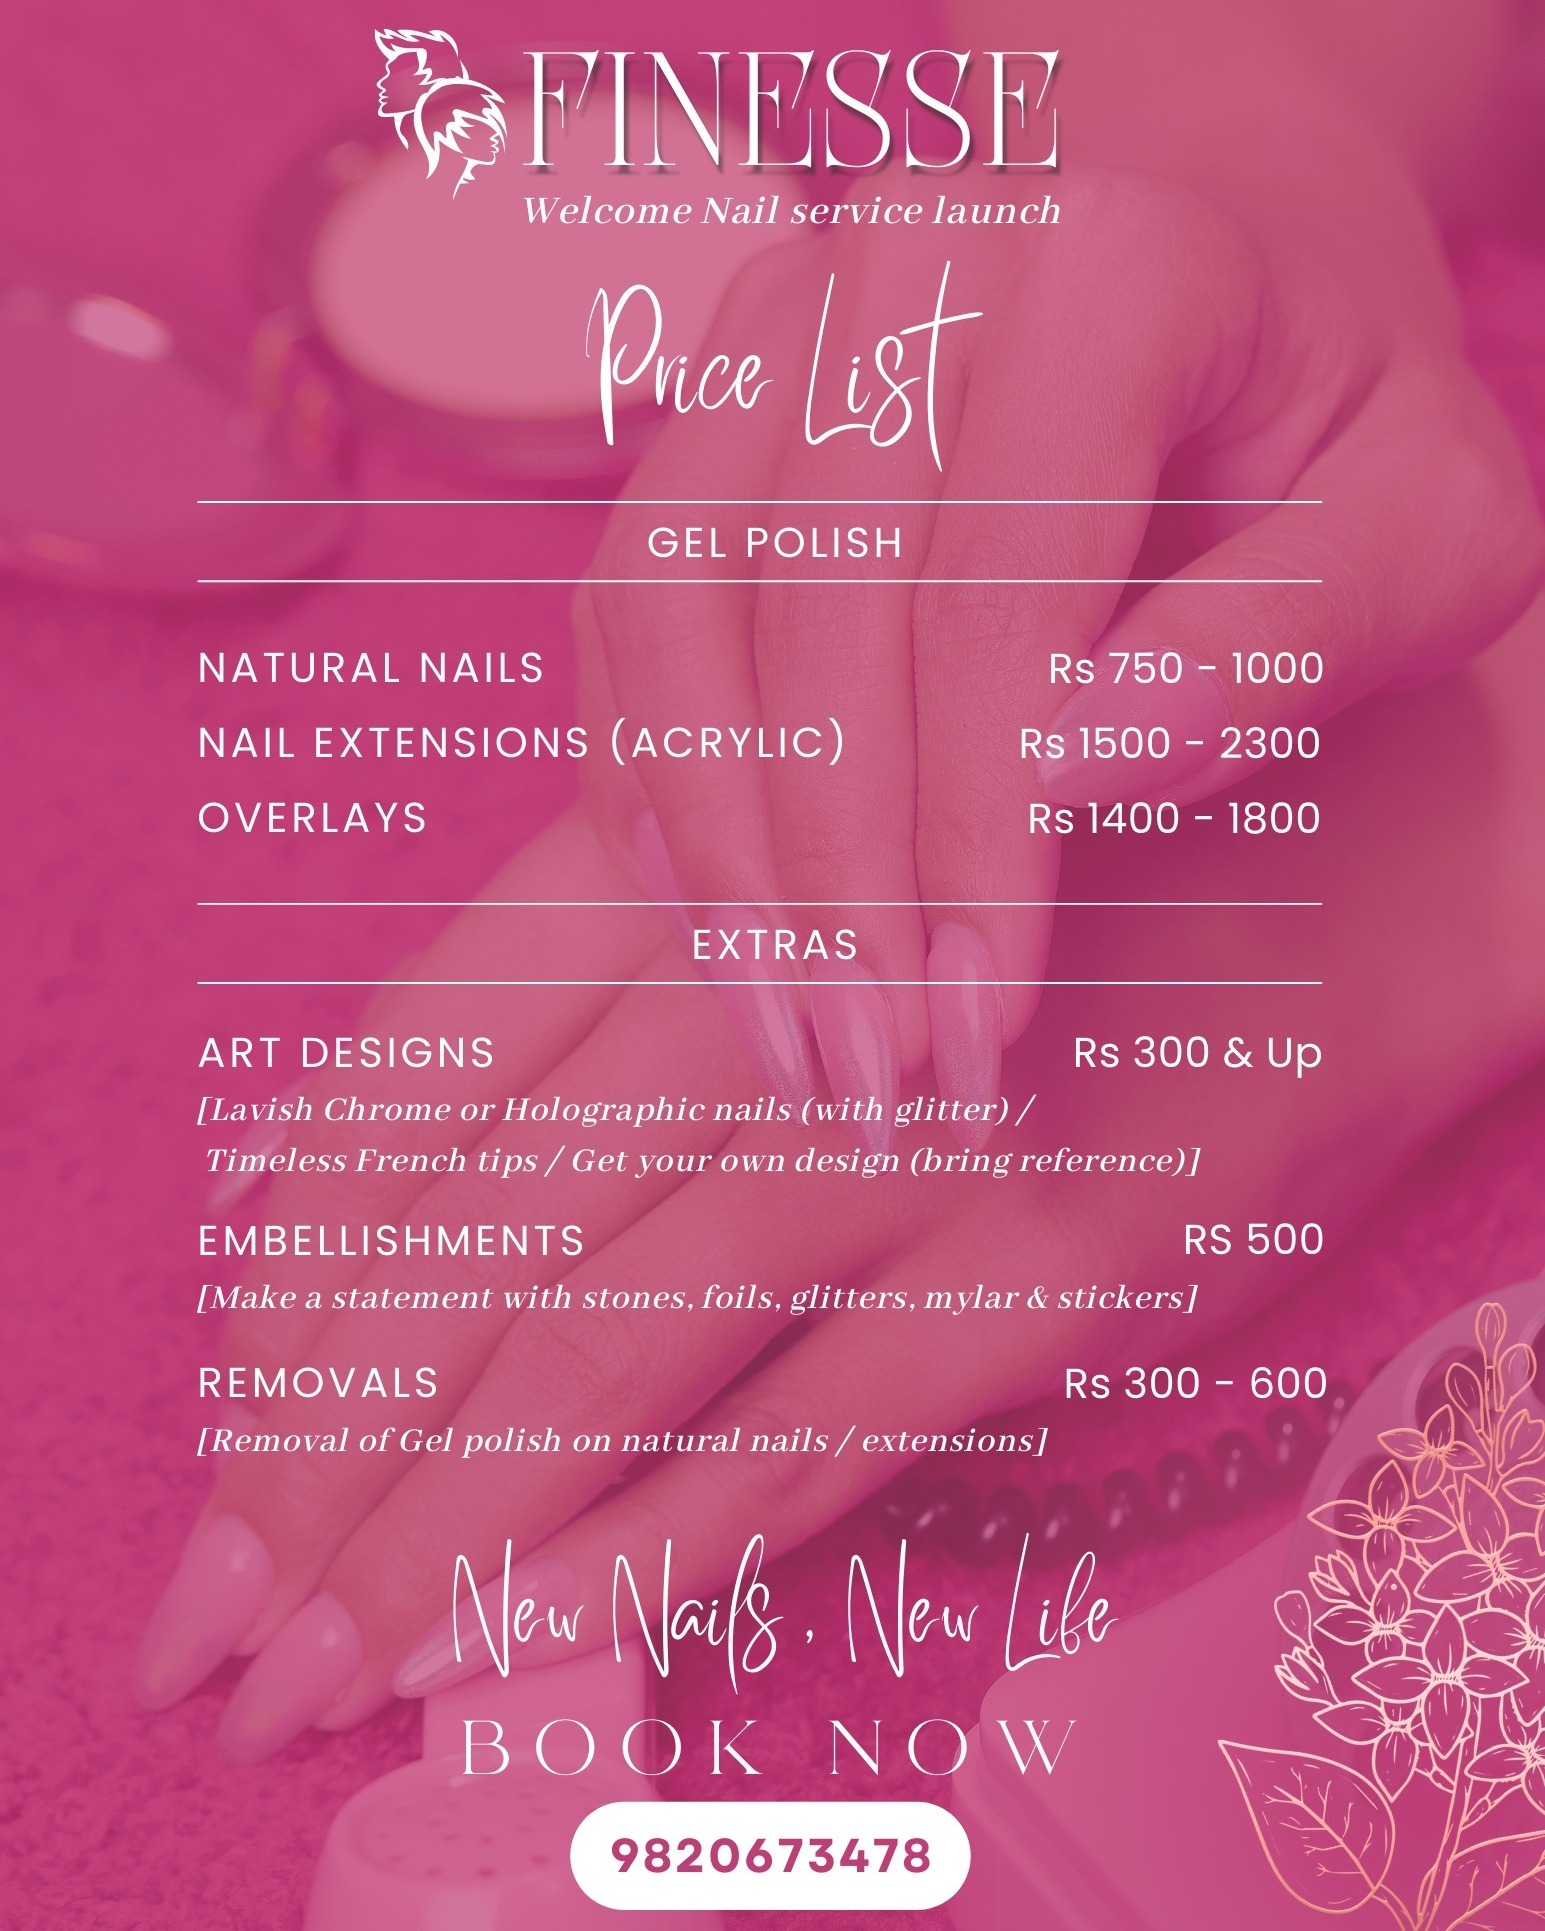 FINESSE
Welcome Nail service launch
Price List
GEL POLISH
NATURAL NAILS Rs 750 - 1000
NAIL EXTENSIONS (ACRYLIC) Rs 1500 - 2300
OVERLAYS Rs 1400 - 1800
EXTRAS
ART DESIGNS Rs 300 & Up
[Lavish Chrome or Holographic nails (with glitter) /
Timeless French tips / Get your own design (bring reference)]
EMBELLISHMENTS RS 500
[Make a statement with stones, foils, glitters, mylar & stickers]
REMOVALS Rs 300 - 600
[Removal of Gel polish on natural nails / extensions]
New Nails , New Life
BOOK NOW
9820673478